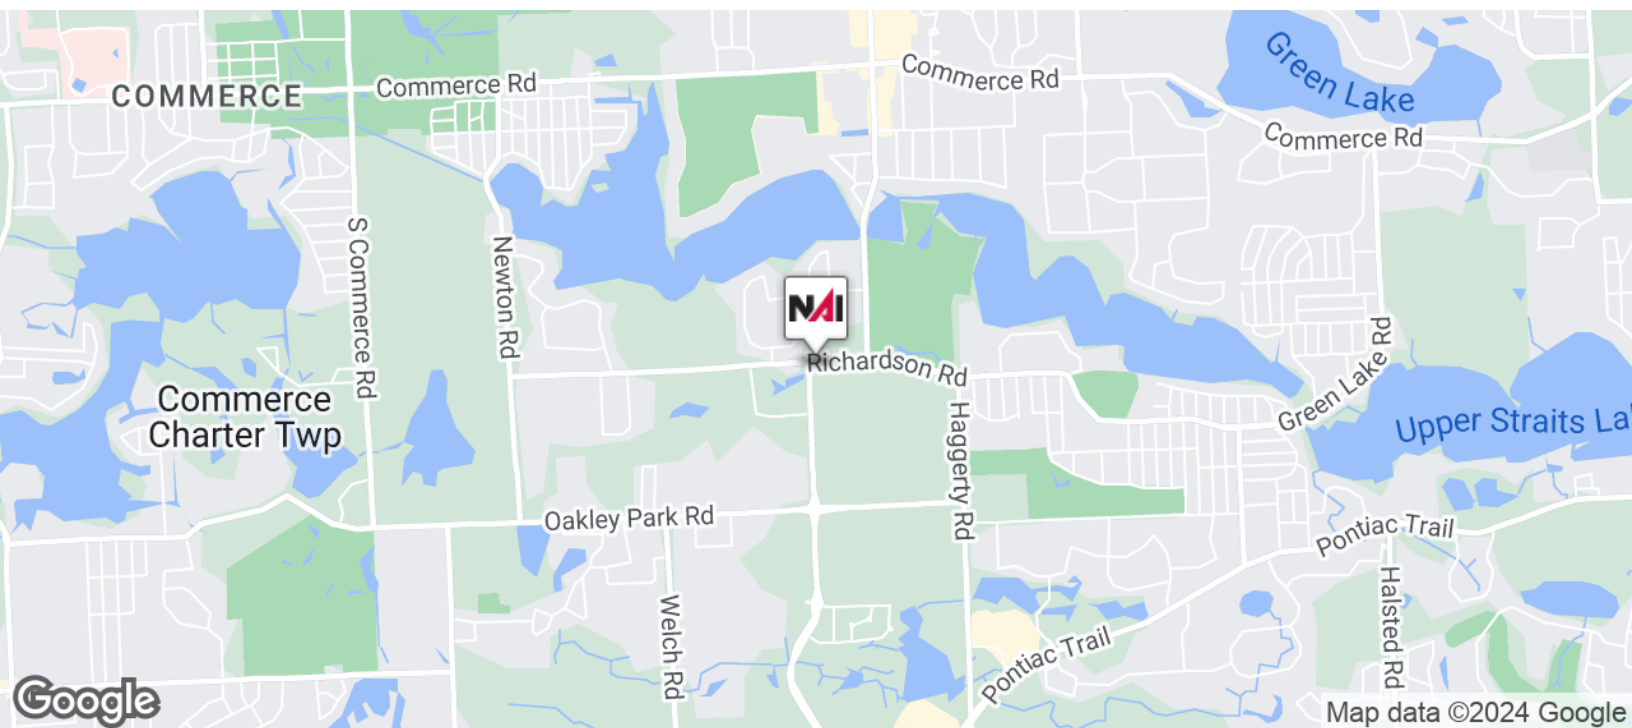 Green Lake
Commerce Rd
Commerce Rd
COMMERCE
Commerce Rd
S Commerce Rd
Newton Rd
NAI
Green Lake Rd
Richardson Rd
Commerce
Charter Twp
Haggerty Rd
Upper Straits La
Oakley Park Rd
Pontiac Trail
Welch Rd
Halsted Rd
Pontiac Trail
Google
Map data ©2024 Google